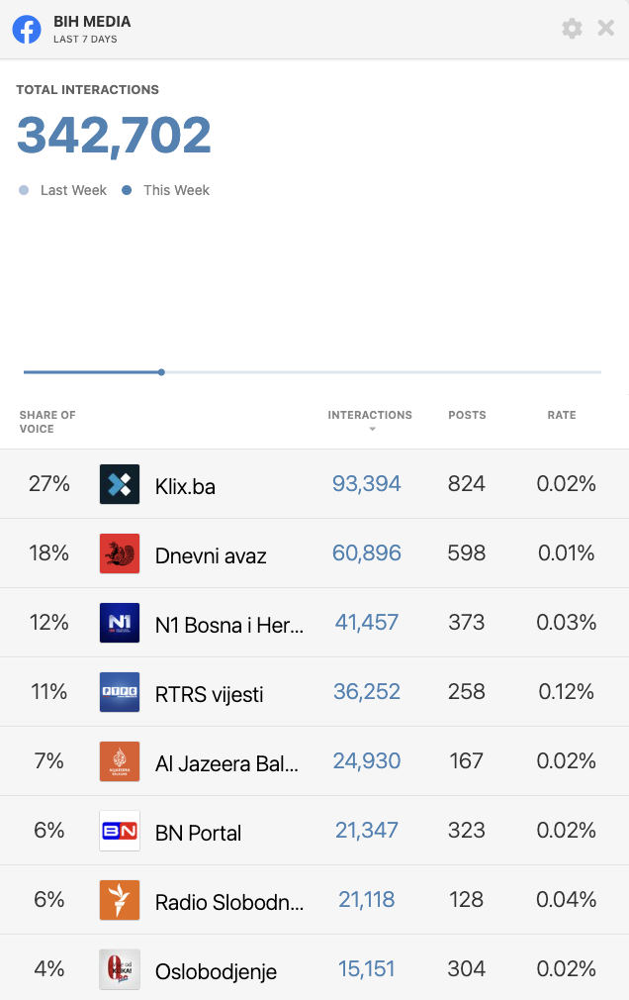 BIH MEDIA
LAST 7 DAYS
TOTAL INTERACTIONS
342,702
Last Week This Week
SHARE OF VOICE INTERACTIONS POSTS RATE
27% Klix.ba 93,394 824 0.02%
18% Dnevni avaz 60,896 598 0.01%
12% N1 N1 Bosna i Her... 41,457 373 0.03%
11% РТРС RTRS vijesti 36,252 258 0.12%
7% Al Jazeera Bal... 24,930 167 0.02%
6% BN BN Portal 21,347 323 0.02%
6% Radio Slobodn... 21,118 128 0.04%
4% Oslobodjenje 15,151 304 0.02%